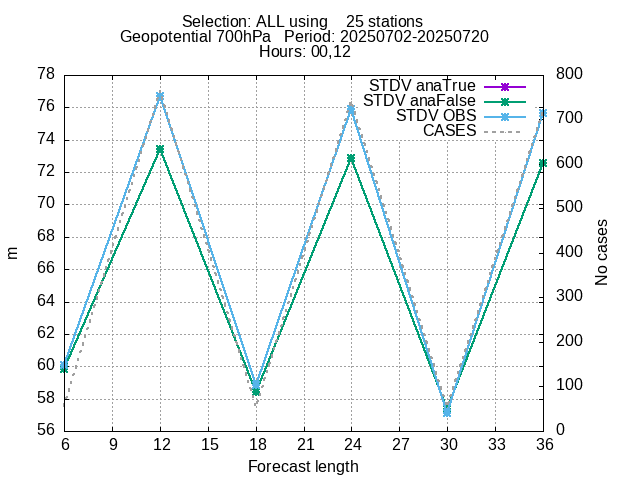 Selection: ALL using    25 stations
Geopotential 700hPa   Period: 20250702-20250720
Hours: 00,12
STDV anaTrue
STDV anaFalse
STDV OBS
CASES
78
76
74
72
70
68
66
64
62
60
58
56
m
800
700
600
500
400
300
200
100
0
No cases
6 9 12 15 18 21 24 27 30 33 36
Forecast length